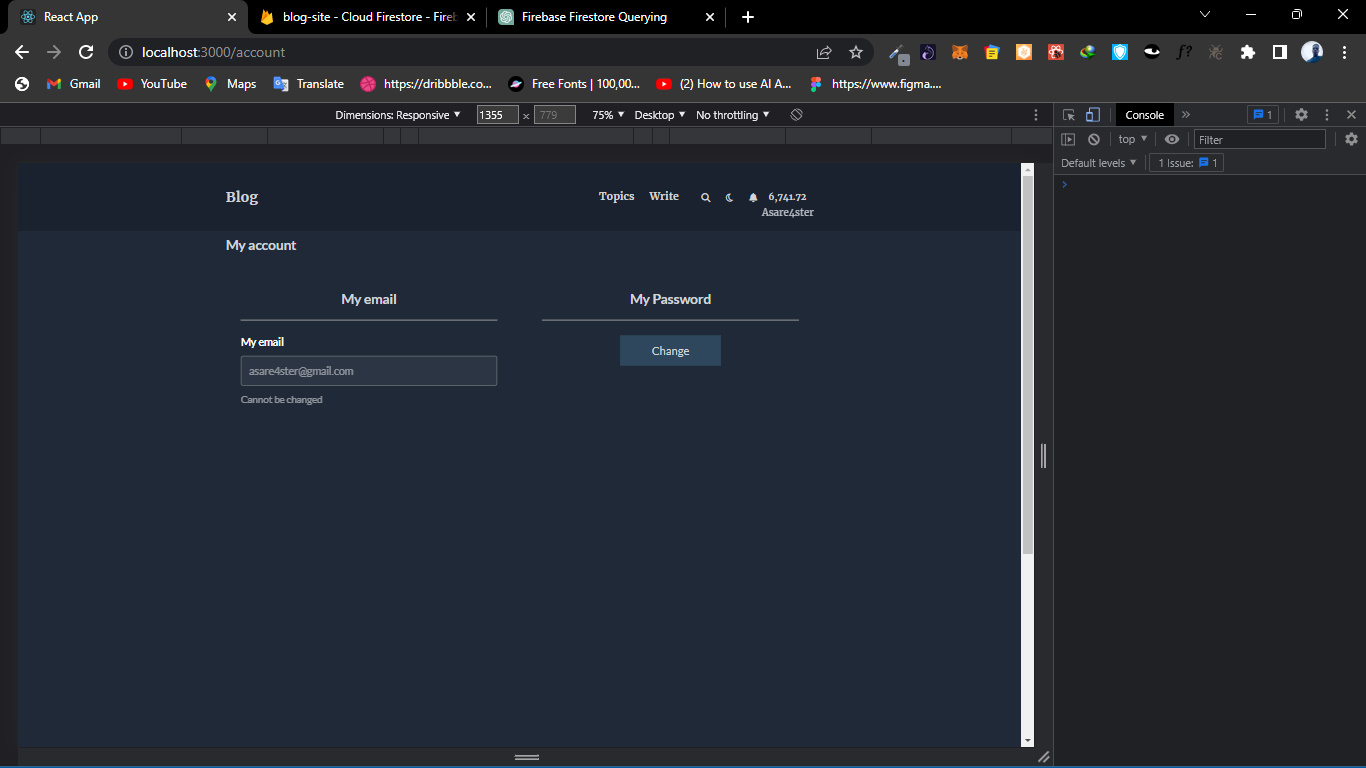 React App
blog-site - Cloud Firestore - Fireb
Firebase Firestore Querying
localhost:3000/account
Gmail
YouTube
Maps
Translate
https://dribbble.co...
Free Fonts | 100,00...
(2) How to use AI A...
https://www.figma....
Dimensions: Responsive
1355 × 779
75%
Desktop
No throttling
Console
1
top
Filter
Default levels
1 Issue: 1
Blog
Topics
Write
6,741.72
Asare4ster
My account
My email
My Password
My email
Change
asare4ster@gmail.com
Cannot be changed